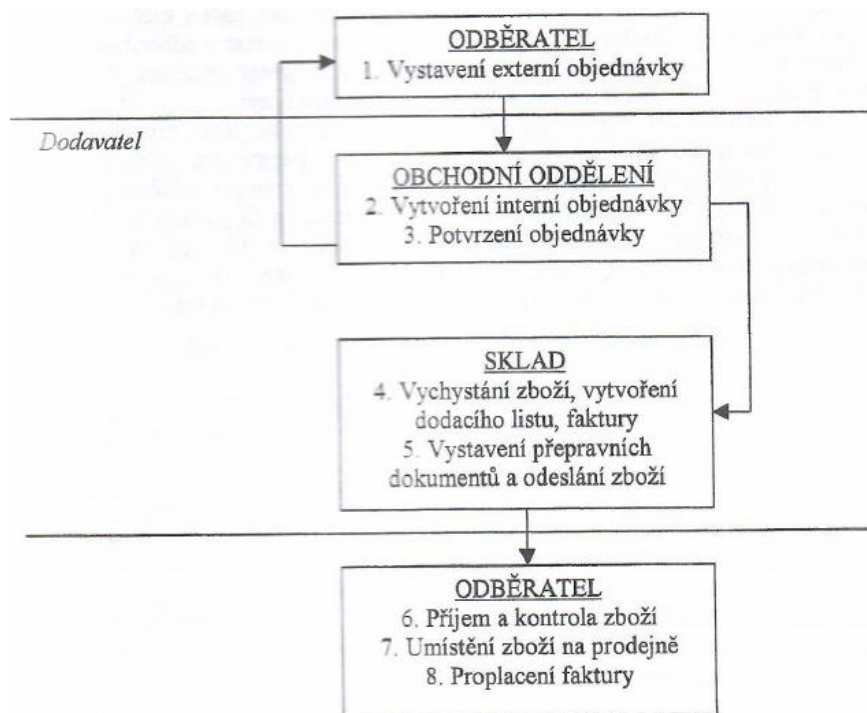 ODBĚRATEL
1. Vystavení externí objednávky
Dodavatel
OBCHODNÍ ODDĚLENÍ
2. Vytvoření interní objednávky
3. Potvrzení objednávky
SKLAD
4. Vychystání zboží, vytvoření
dodacího listu, faktury
5. Vystavení přepravních
dokumentů a odeslání zboží
ODBĚRATEL
6. Příjem a kontrola zboží
7. Umístění zboží na prodejně
8. Proplacení faktury